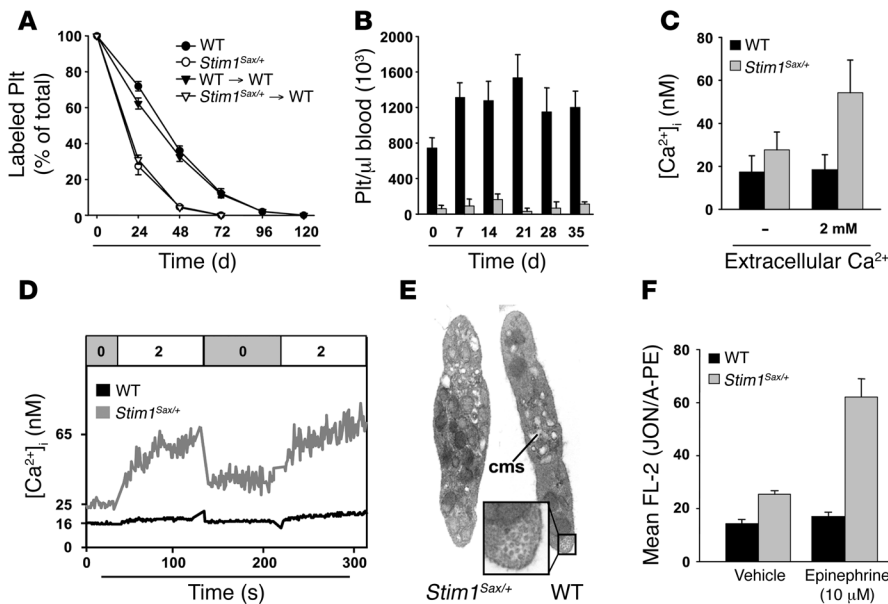 A
Labeled Plt
(% of total)
100
80
60
40
20
0
WT
Stim1Sax/+
WT → WT
Stim1Sax/+ → WT
0 24 48 72 96 120
Time (d)
B
Plt/μl blood (10³)
1800
1500
1200
800
400
0
0 7 14 21 28 35
Time (d)
C
[Ca²⁺]i (nM)
80
60
40
20
0
WT
Stim1Sax/+
– 2 mM
Extracellular Ca²⁺
D
0 2 0 2
WT
Stim1Sax/+
[Ca²⁺]i (nM)
65
25
16
0
0 100 200 300
Time (s)
E
cms
Stim1Sax/+ WT
F
Mean FL-2 (JON/A-PE)
80
60
40
20
0
WT
Stim1Sax/+
Vehicle Epinephrine
(10 μM)